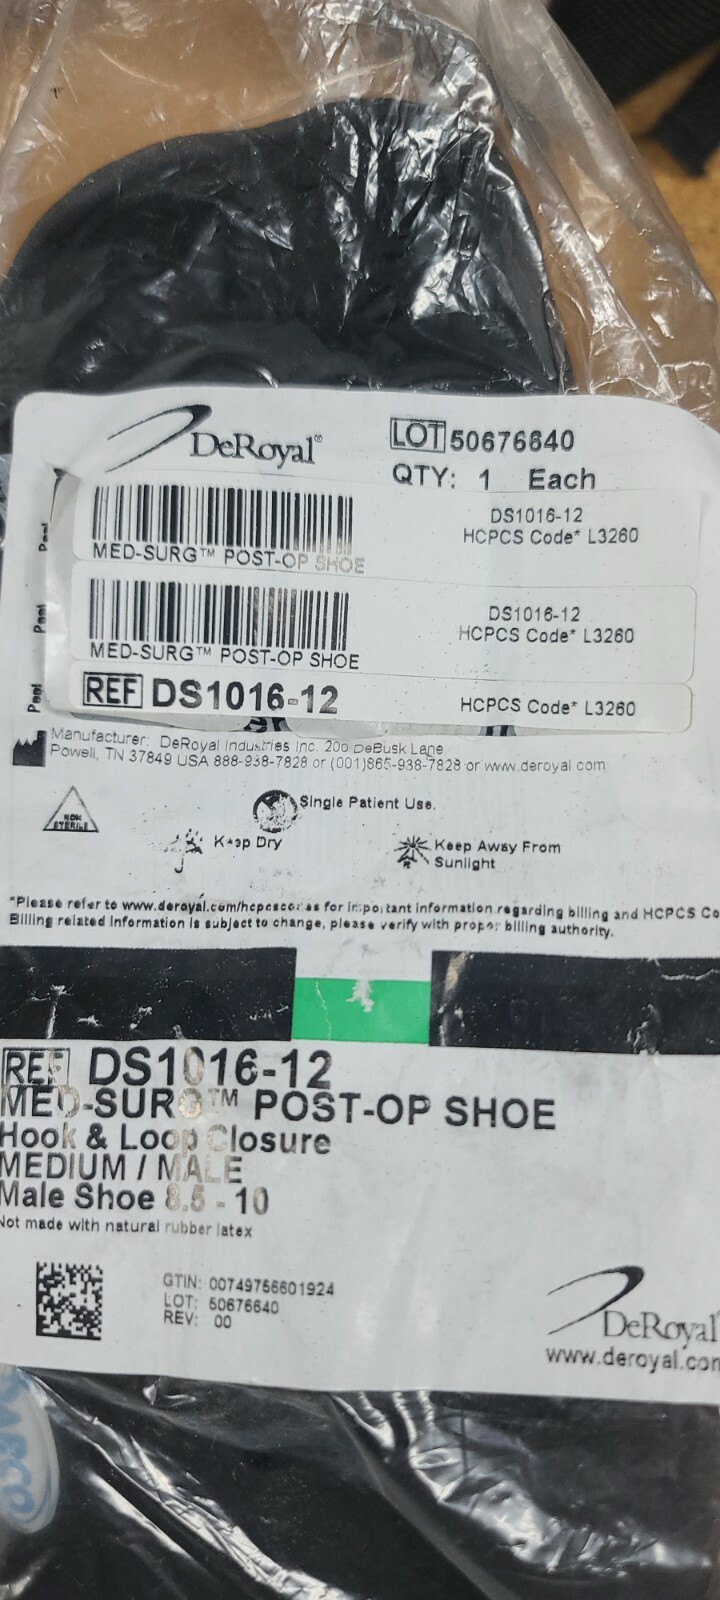 DeRoyal®
LOT 50676640
QTY: 1 Each
DS1016-12
HCPCS Code* L3260
MED-SURG™ POST-OP SHOE
Peel
DS1016-12
HCPCS Code* L3260
MED-SURG™ POST-OP SHOE
Peel
REF DS1016-12
HCPCS Code* L3260
Peel
Manufacturer: DeRoyal Industries Inc. 200 DeBusk Lane
Powell, TN 37849 USA 888-938-7828 or (001)865-938-7828 or www.deroyal.com
NON STERILE
Single Patient Use.
Keep Dry
Keep Away From
Sunlight
*Please refer to www.deroyal.com/hcpcscodes for important information regarding billing and HCPCS Co
Billing related information is subject to change, please verify with proper billing authority.
REF DS1016-12
MED-SURG™ POST-OP SHOE
Hook & Loop Closure
MEDIUM / MALE
Male Shoe 8.5 - 10
Not made with natural rubber latex
GTIN: 00749756601924
LOT: 50676640
REV: 00
DeRoyal
www.deroyal.com
DARCO